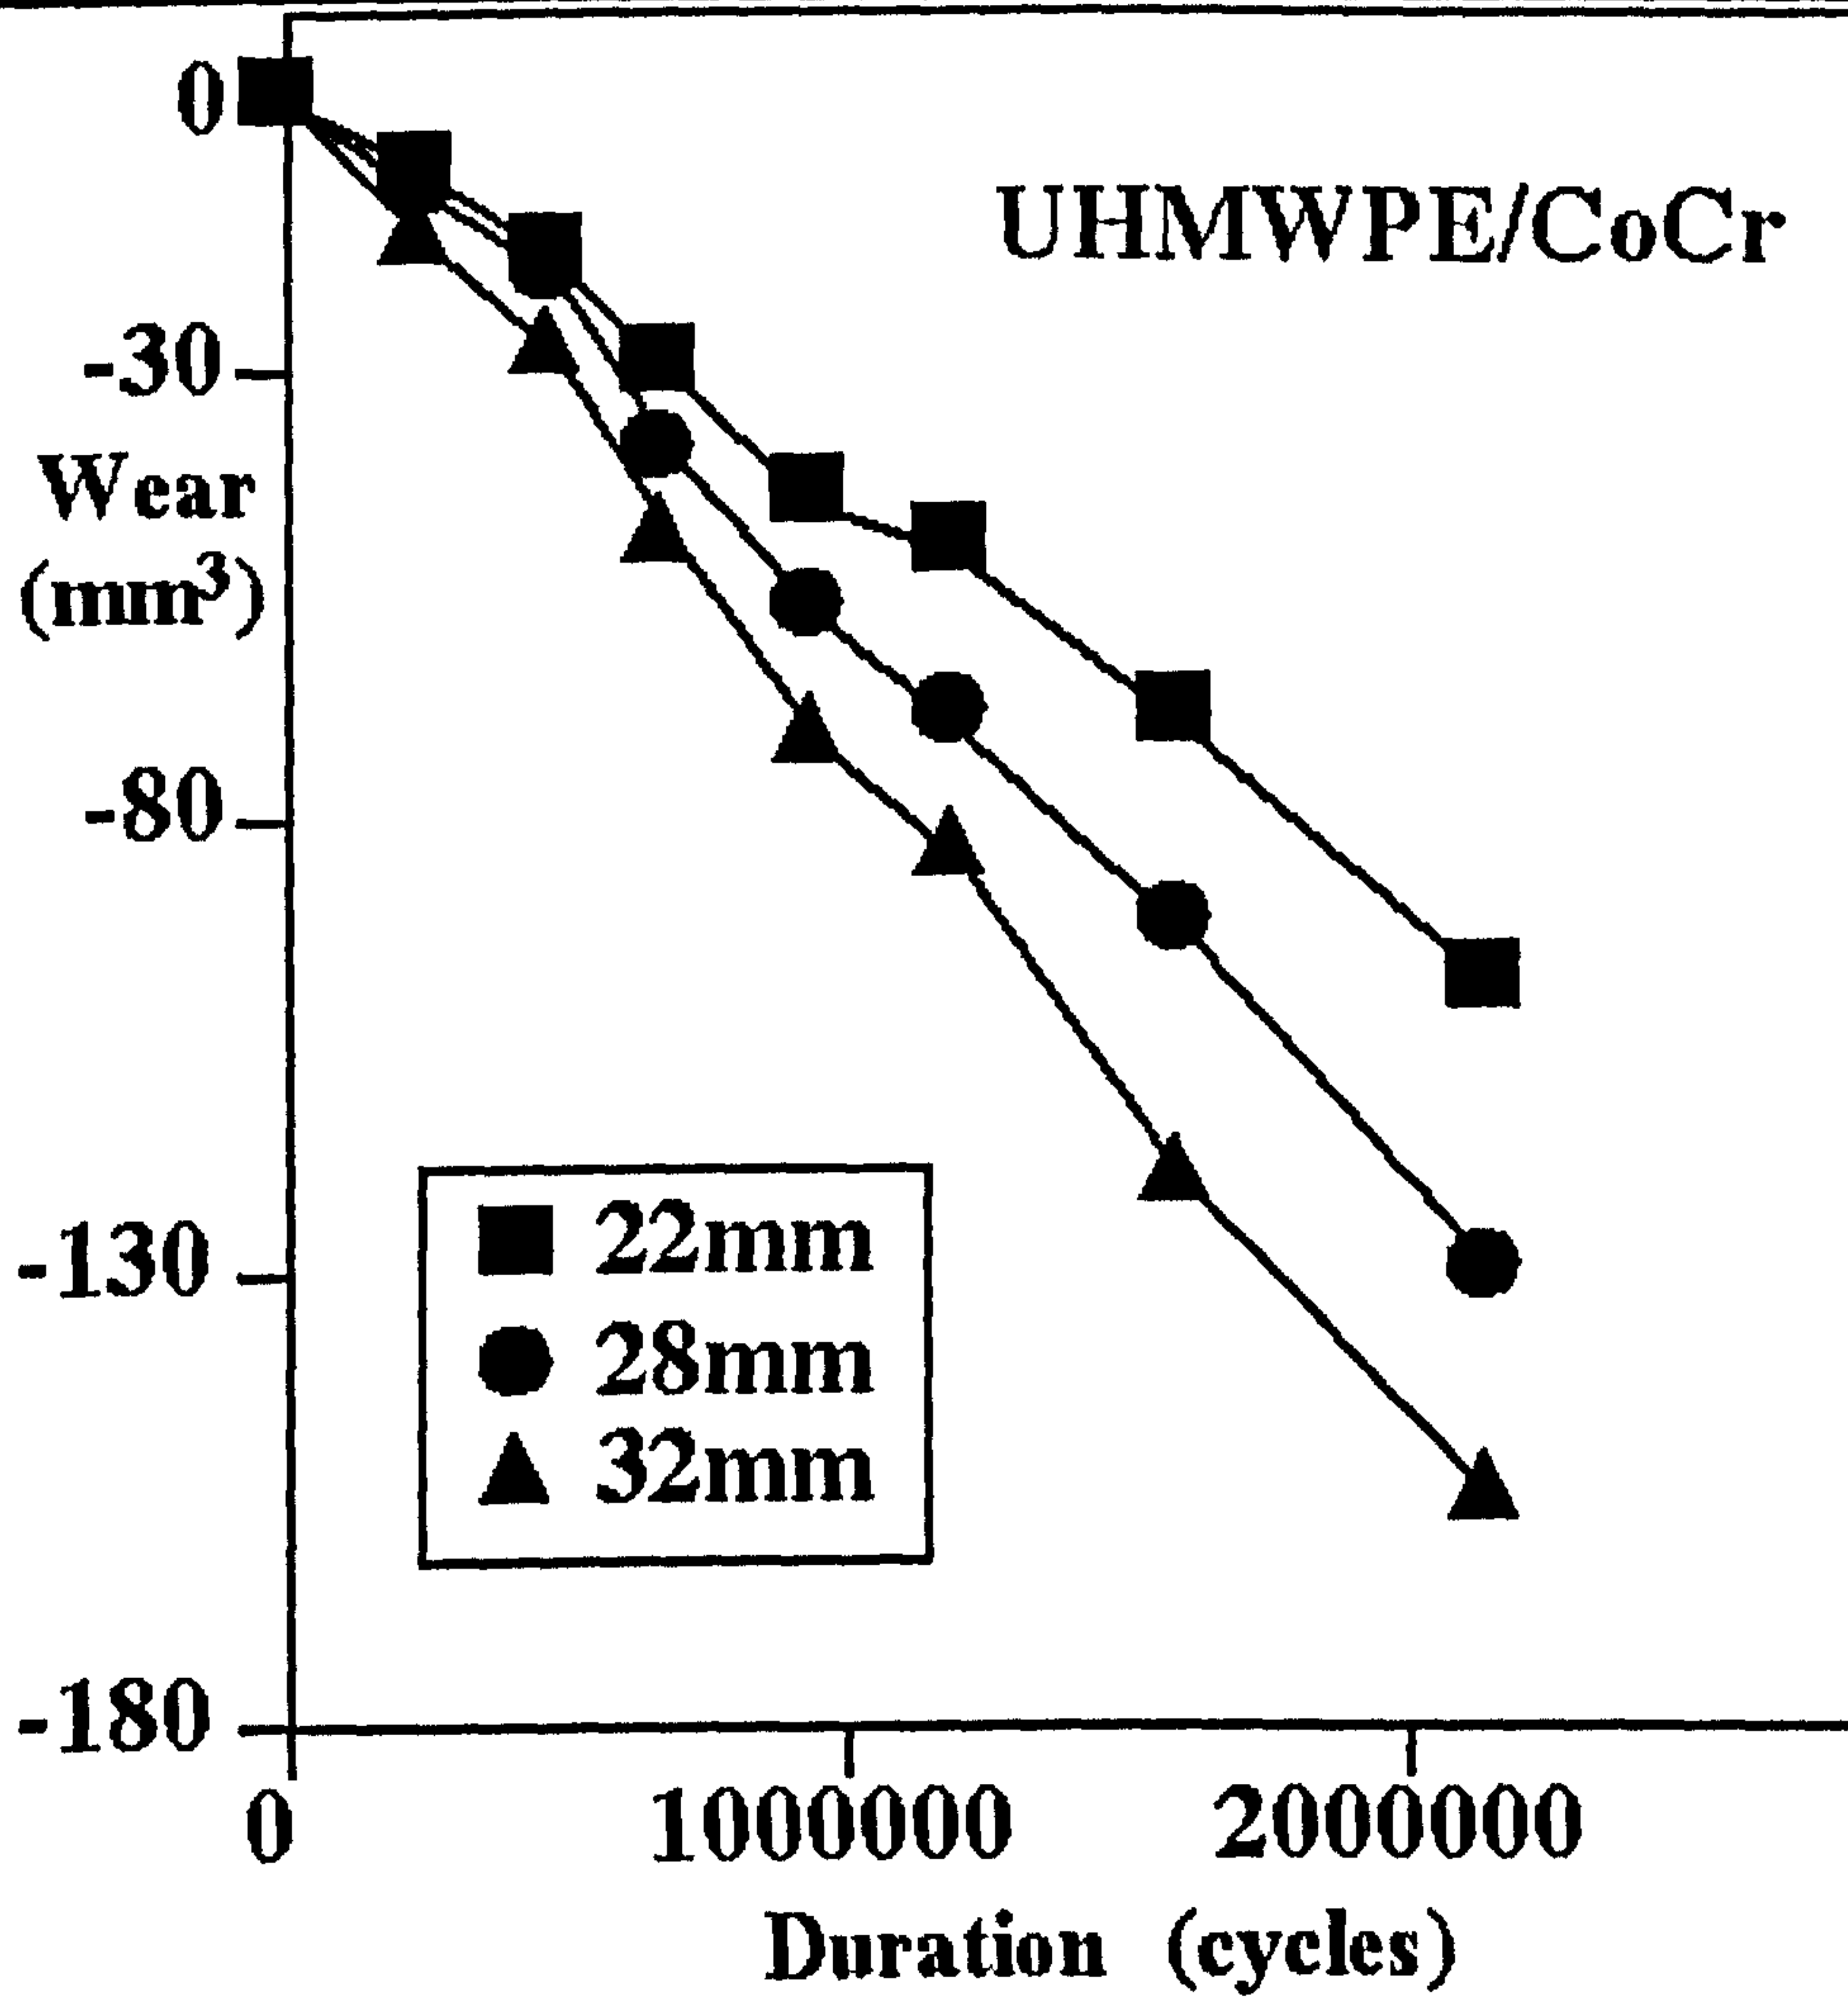 0
UHMWPE/CoCr
-30
Wear
(mm³)
-80
-130
22mm
28mm
32mm
-180
0 1000000 2000000
Duration (cycles)